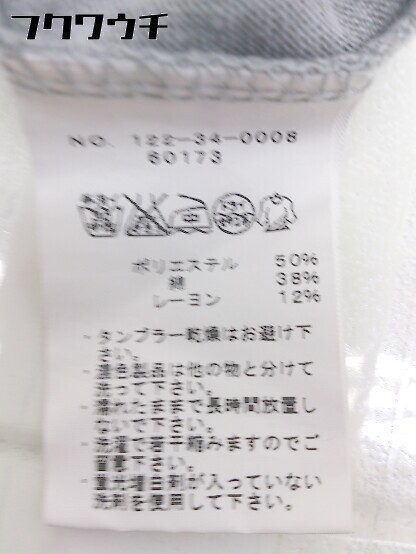 フクワウチ
NO. 122-34-0008
60173
ポリエステル 50%
綿 38%
レーヨン 12%
・タンブラー乾燥はお避け下
さい。
・濃色製品は他の物と分けて
洗って下さい。
・濡れたままで長時間放置し
ないで下さい。
・洗濯で若干縮みますのでご
留意下さい。
・蛍光増白剤が入っていない
洗剤を使用して下さい。